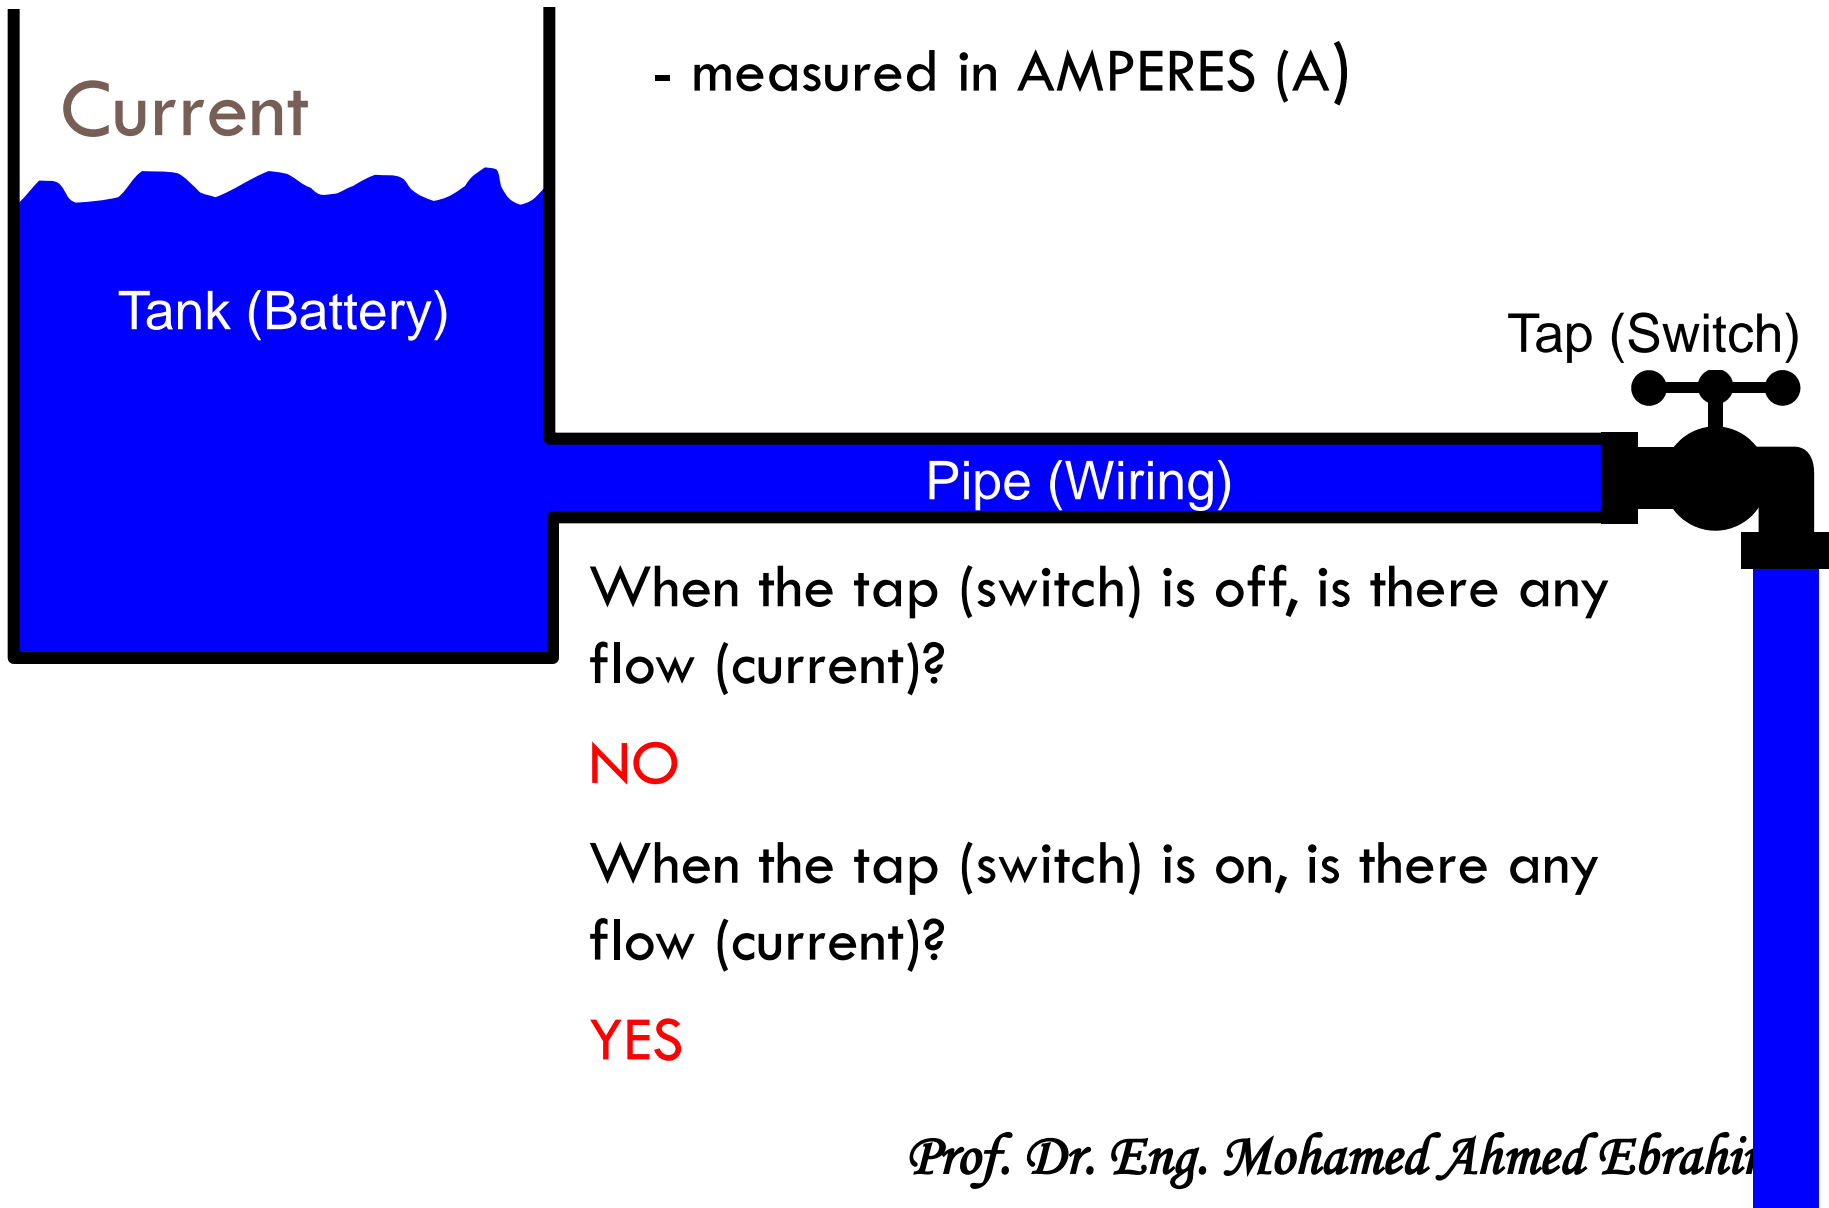 Current
- measured in AMPERES (A)
Tank (Battery)
Tap (Switch)
Pipe (Wiring)
When the tap (switch) is off, is there any
flow (current)?
NO
When the tap (switch) is on, is there any
flow (current)?
YES
Prof. Dr. Eng. Mohamed Ahmed